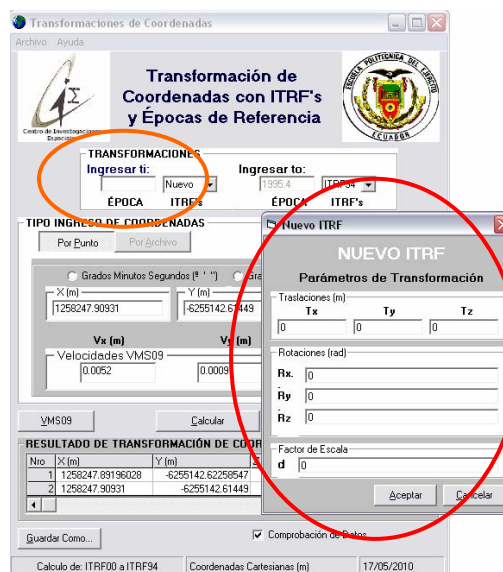 Transformaciones de Coordenadas
Archivo Ayuda
Centro de Investigaciones
Espaciales
Transformación de
Coordenadas con ITRF's
y Épocas de Referencia
ESCUELA POLITECNICA DEL EJERCITO
ECUADOR
TRANSFORMACIONES
Ingresar ti:
Nuevo
ÉPOCA ITRF's
Ingresar to:
1995.4 ITRF94
ÉPOCA ITRF's
TIPO INGRESO DE COORDENADAS
Por Punto Por Archivo
Grados Minutos Segundos (º ' '')
X (m) Y (m)
1258247.90931 -6255142.61449
Vx (m)
Velocidades VMS09
0.0052 0.0009
VMS09 Calcular
RESULTADO DE TRANSFORMACIÓN DE
Nro X (m) Y (m)
1 1258247.89196028 -6255142.62258547
2 1258247.90931 -6255142.61449
Guardar Como...
Comprobación de Datos
Calculo de: ITRF00 a ITRF94 Coordenadas Cartesianas (m) 17/05/2010
Nuevo ITRF
NUEVO ITRF
Parámetros de Transformación
Traslaciones (m)
Tx Ty Tz
0 0 0
Rotaciones (rad)
Rx. 0
Ry 0
Rz 0
Factor de Escala
d 0
Aceptar Cancelar